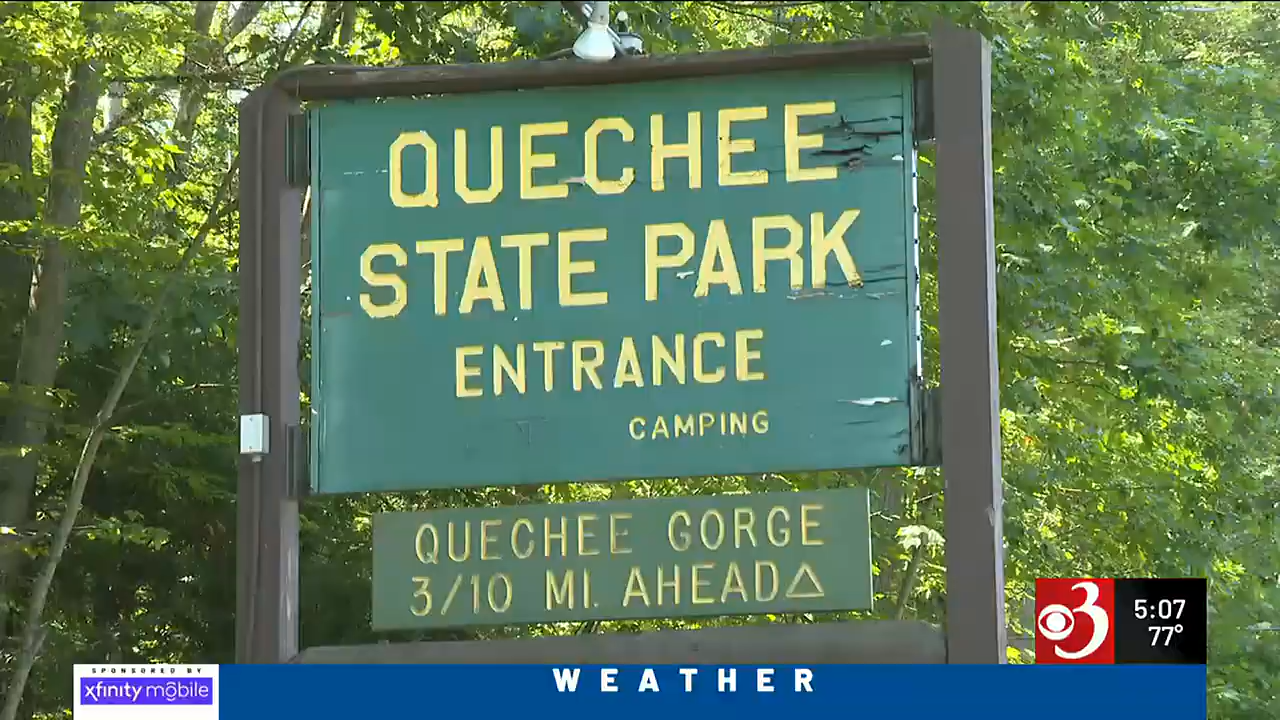 QUECHEE
STATE PARK
ENTRANCE
CAMPING
QUECHEE GORGE
3/10 MI. AHEAD
3
5:07
77°
WEATHER
SPONSORED BY
xfinity mobile